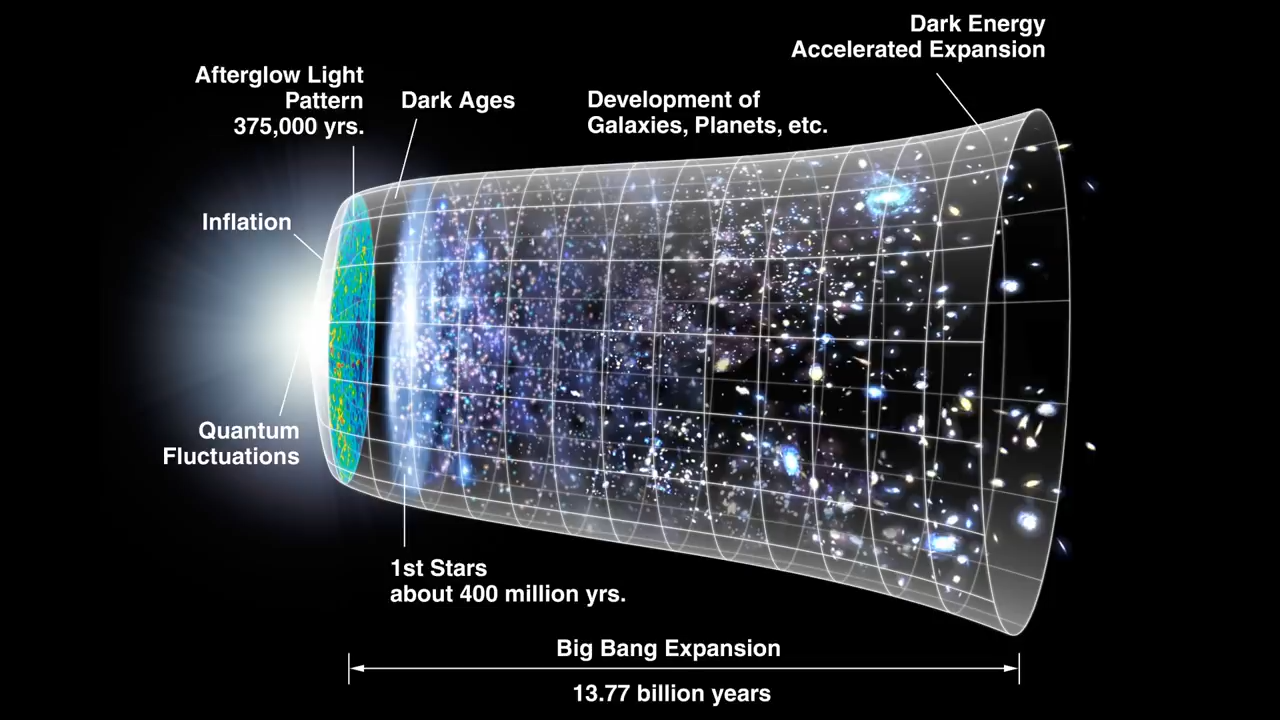 Dark Energy
Accelerated Expansion
Afterglow Light
Pattern
375,000 yrs.
Dark Ages
Development of
Galaxies, Planets, etc.
Inflation
Quantum
Fluctuations
1st Stars
about 400 million yrs.
Big Bang Expansion
13.77 billion years